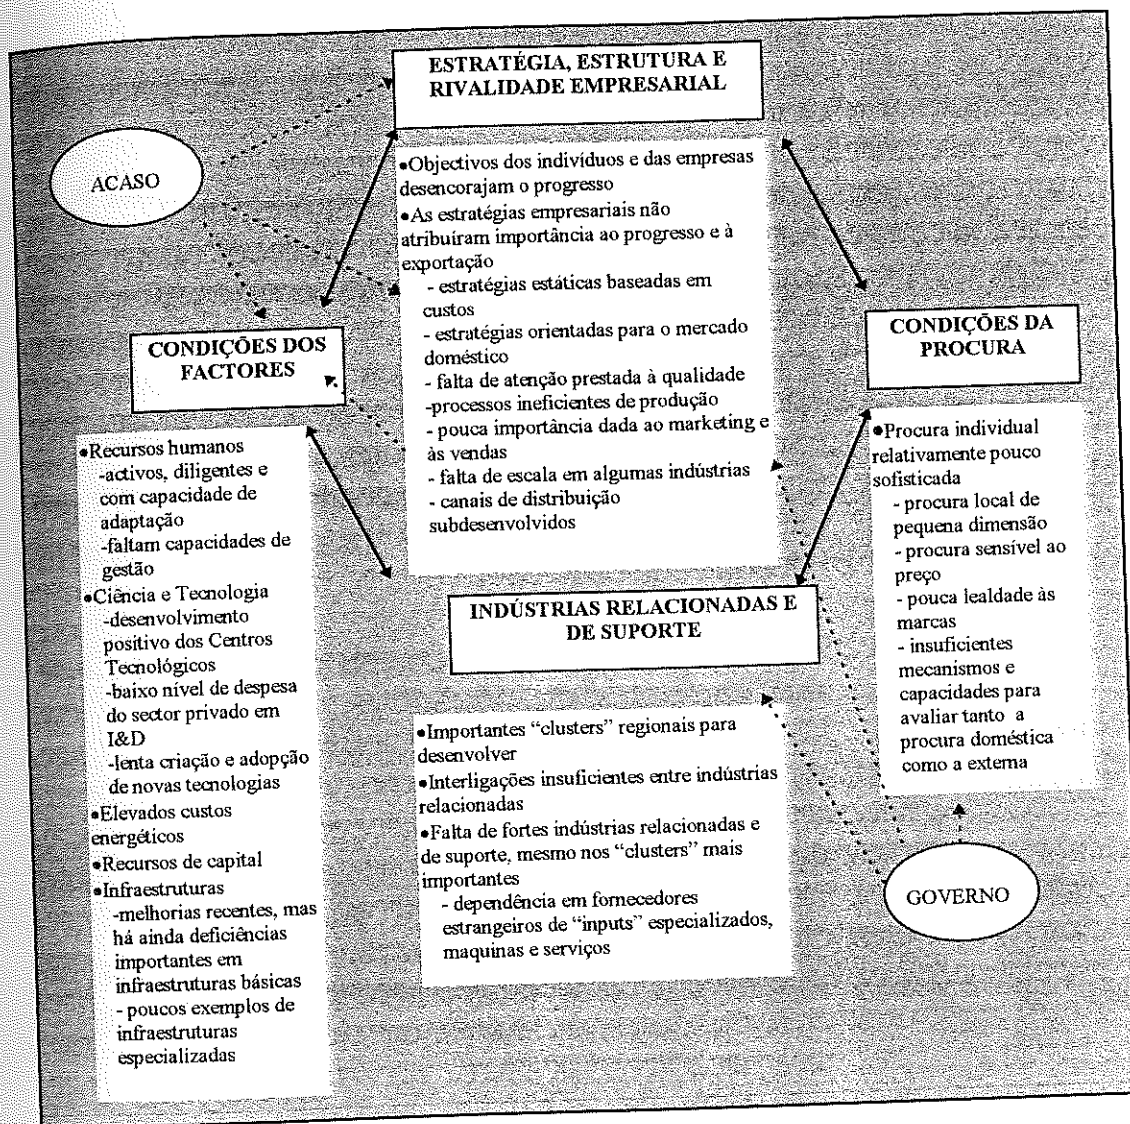 ESTRATÉGIA, ESTRUTURA E
RIVALIDADE EMPRESARIAL
ACASO
●Objectivos dos indivíduos e das empresas
desencorajam o progresso
●As estratégias empresariais não
atribuíram importância ao progresso e à
exportação
- estratégias estáticas baseadas em
custos
- estratégias orientadas para o mercado
doméstico
- falta de atenção prestada à qualidade
-processos ineficientes de produção
- pouca importância dada ao marketing e
às vendas
- falta de escala em algumas indústrias
- canais de distribuição
subdesenvolvidos
CONDIÇÕES DOS
FACTORES
●Recursos humanos
-activos, diligentes e
com capacidade de
adaptação
-faltam capacidades de
gestão
●Ciência e Tecnologia
-desenvolvimento
positivo dos Centros
Tecnológicos
-baixo nível de despesa
do sector privado em
I&D
-lenta criação e adopção
de novas tecnologias
●Elevados custos
energéticos
●Recursos de capital
●Infraestruturas
-melhorias recentes, mas
há ainda deficiências
importantes em
infraestruturas básicas
- poucos exemplos de
infraestruturas
especializadas
CONDIÇÕES DA
PROCURA
●Procura individual
relativamente pouco
sofisticada
- procura local de
pequena dimensão
- procura sensível ao
preço
- pouca lealdade às
marcas
- insuficientes
mecanismos e
capacidades para
avaliar tanto a
procura doméstica
como a externa
INDÚSTRIAS RELACIONADAS E
DE SUPORTE
●Importantes “clusters” regionais para
desenvolver
●Interligações insuficientes entre indústrias
relacionadas
●Falta de fortes indústrias relacionadas e
de suporte, mesmo nos “clusters” mais
importantes
- dependência em fornecedores
estrangeiros de “inputs” especializados,
maquinas e serviços
GOVERNO